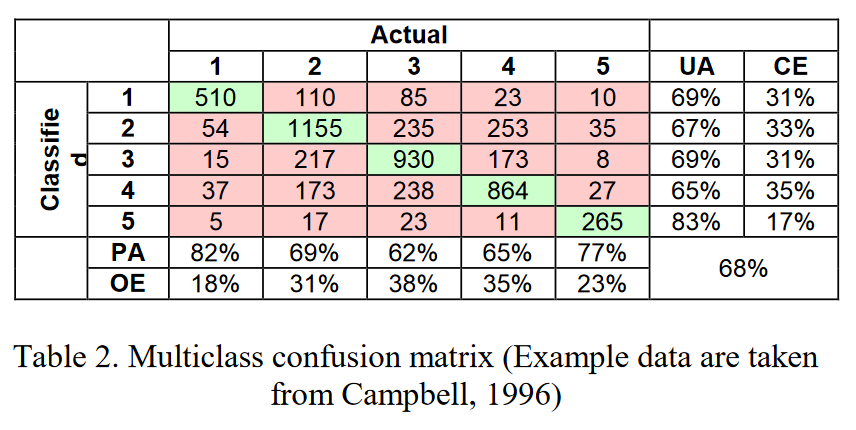 Actual
1 2 3 4 5 UA CE
Classifie
d
1 510 110 85 23 10 69% 31%
2 54 1155 235 253 35 67% 33%
3 15 217 930 173 8 69% 31%
4 37 173 238 864 27 65% 35%
5 5 17 23 11 265 83% 17%
PA 82% 69% 62% 65% 77%
68%
OE 18% 31% 38% 35% 23%
Table 2. Multiclass confusion matrix (Example data are taken
from Campbell, 1996)